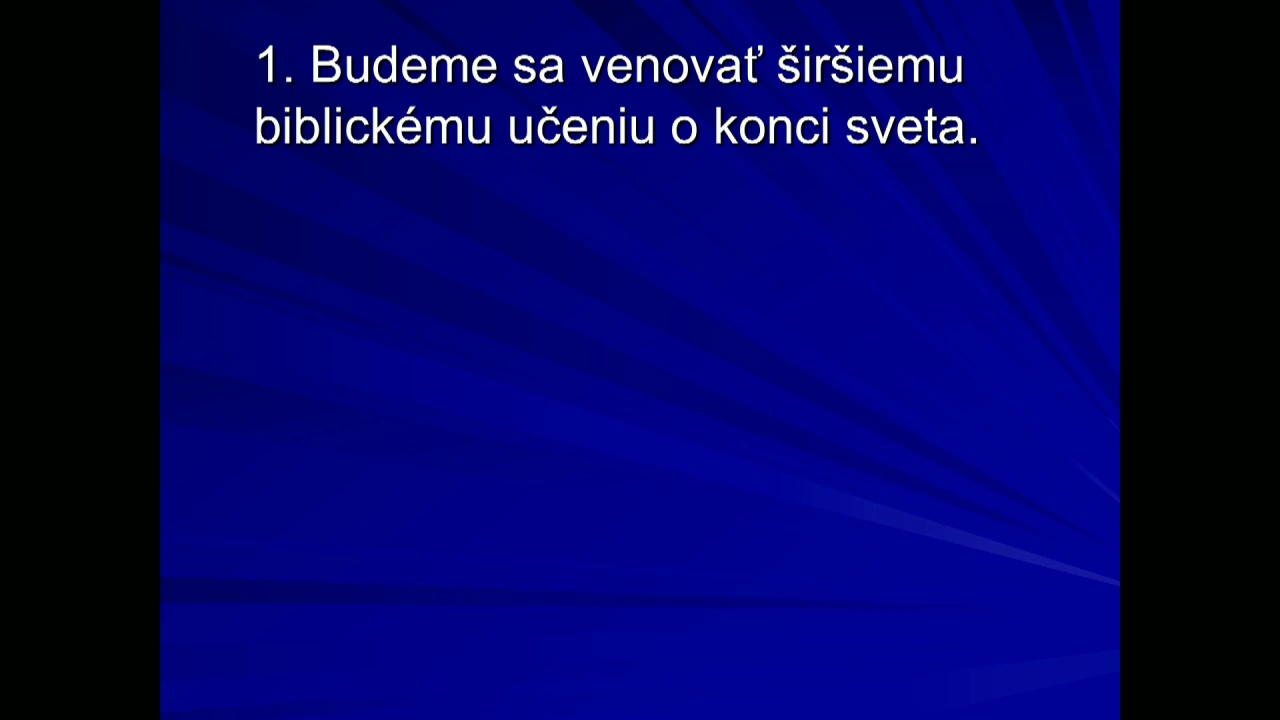 1. Budeme sa venovať širšiemu
biblickému učeniu o konci sveta.